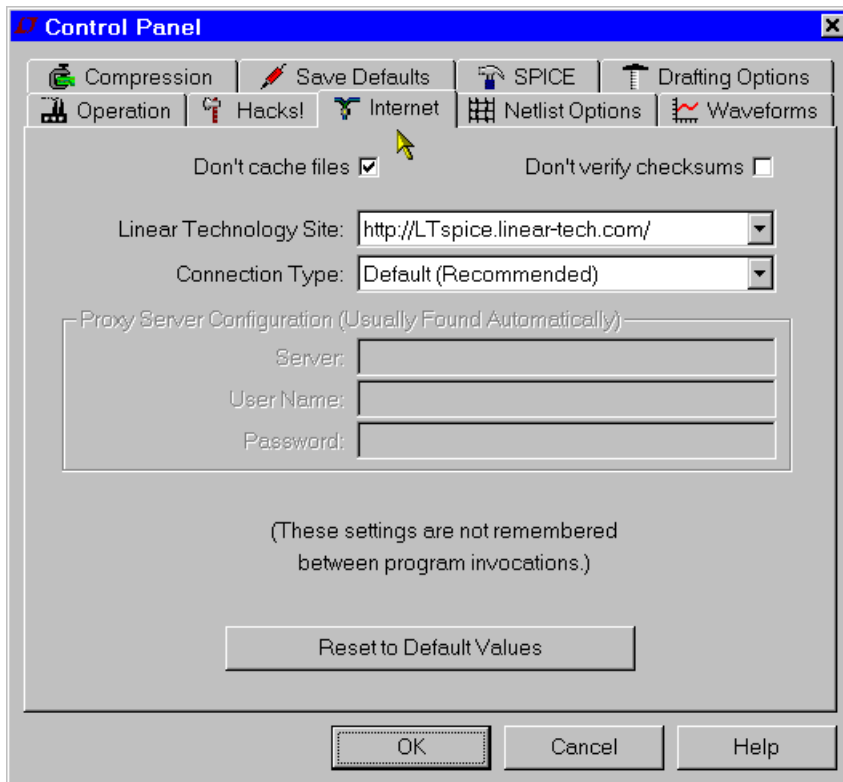 Control Panel
Compression Save Defaults SPICE Drafting Options
Operation Hacks! Internet Netlist Options Waveforms
Don't cache files Don't verify checksums
Linear Technology Site: http://LTspice.linear-tech.com/
Connection Type: Default (Recommended)
Proxy Server Configuration (Usually Found Automatically)
Server:
User Name:
Password:
(These settings are not remembered
between program invocations.)
Reset to Default Values
OK Cancel Help